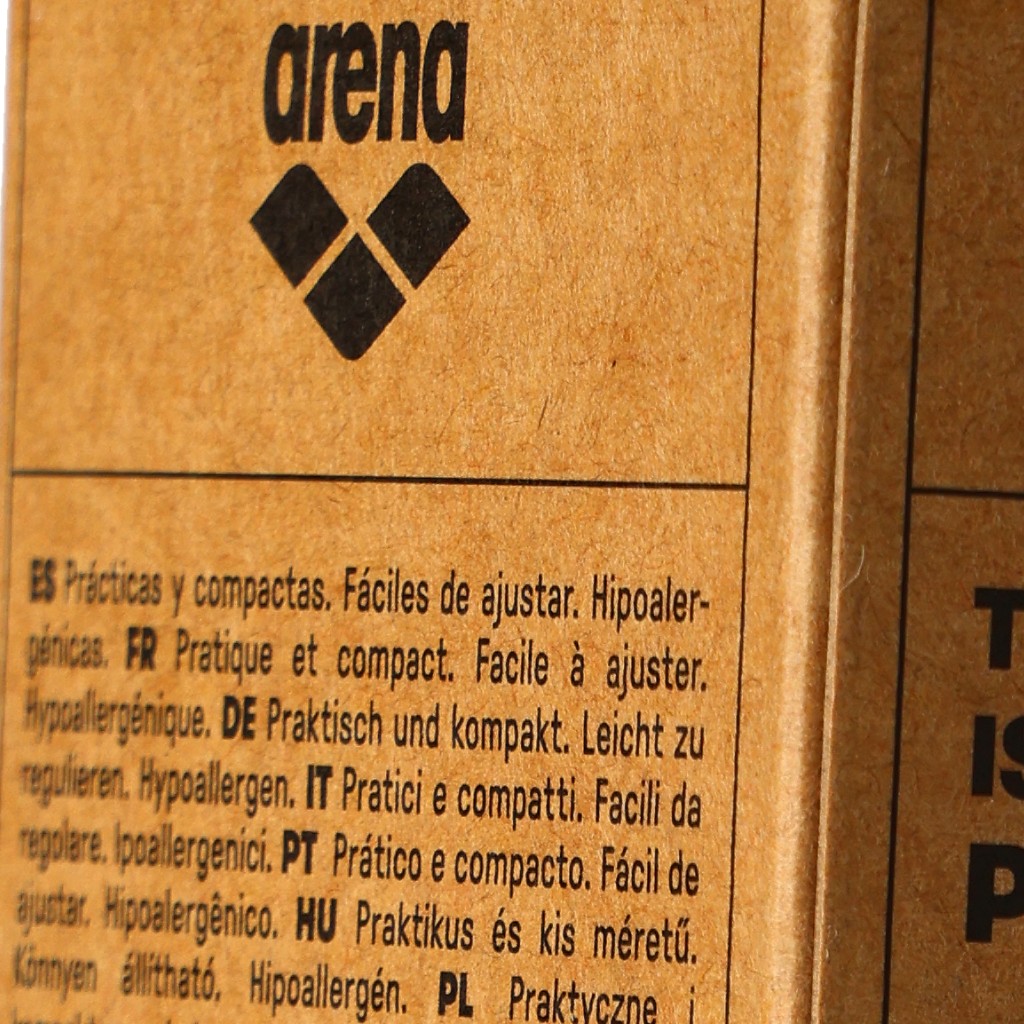 arena
ES Prácticas y compactas. Fáciles de ajustar. Hipoaler-
génicas. FR Pratique et compact. Facile à ajuster.
Hypoallergénique. DE Praktisch und kompakt. Leicht zu
regulieren. Hypoallergen. IT Pratici e compatti. Facili da
regolare. Ipoallergenici. PT Prático e compacto. Fácil de
ajustar. Hipoalergênico. HU Praktikus és kis méretű.
Könnyen állítható. Hipoallergén. PL Praktyczne i
T
IS
P